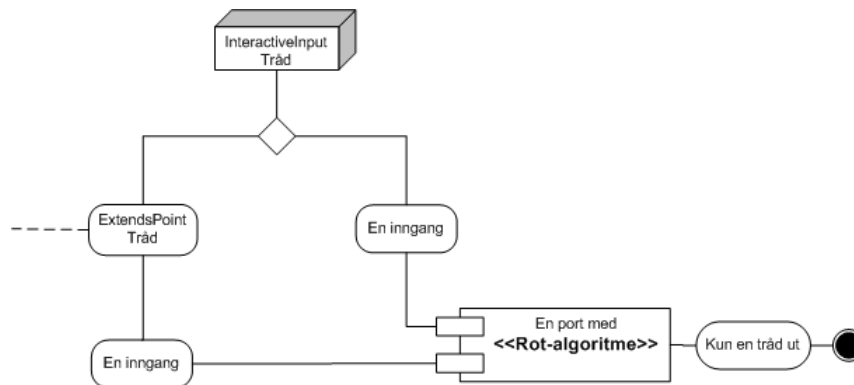 InteractiveInput
Tråd
ExtendsPoint
Tråd
En inngang
En inngang
En port med
<<Rot-algoritme>>
Kun en tråd ut